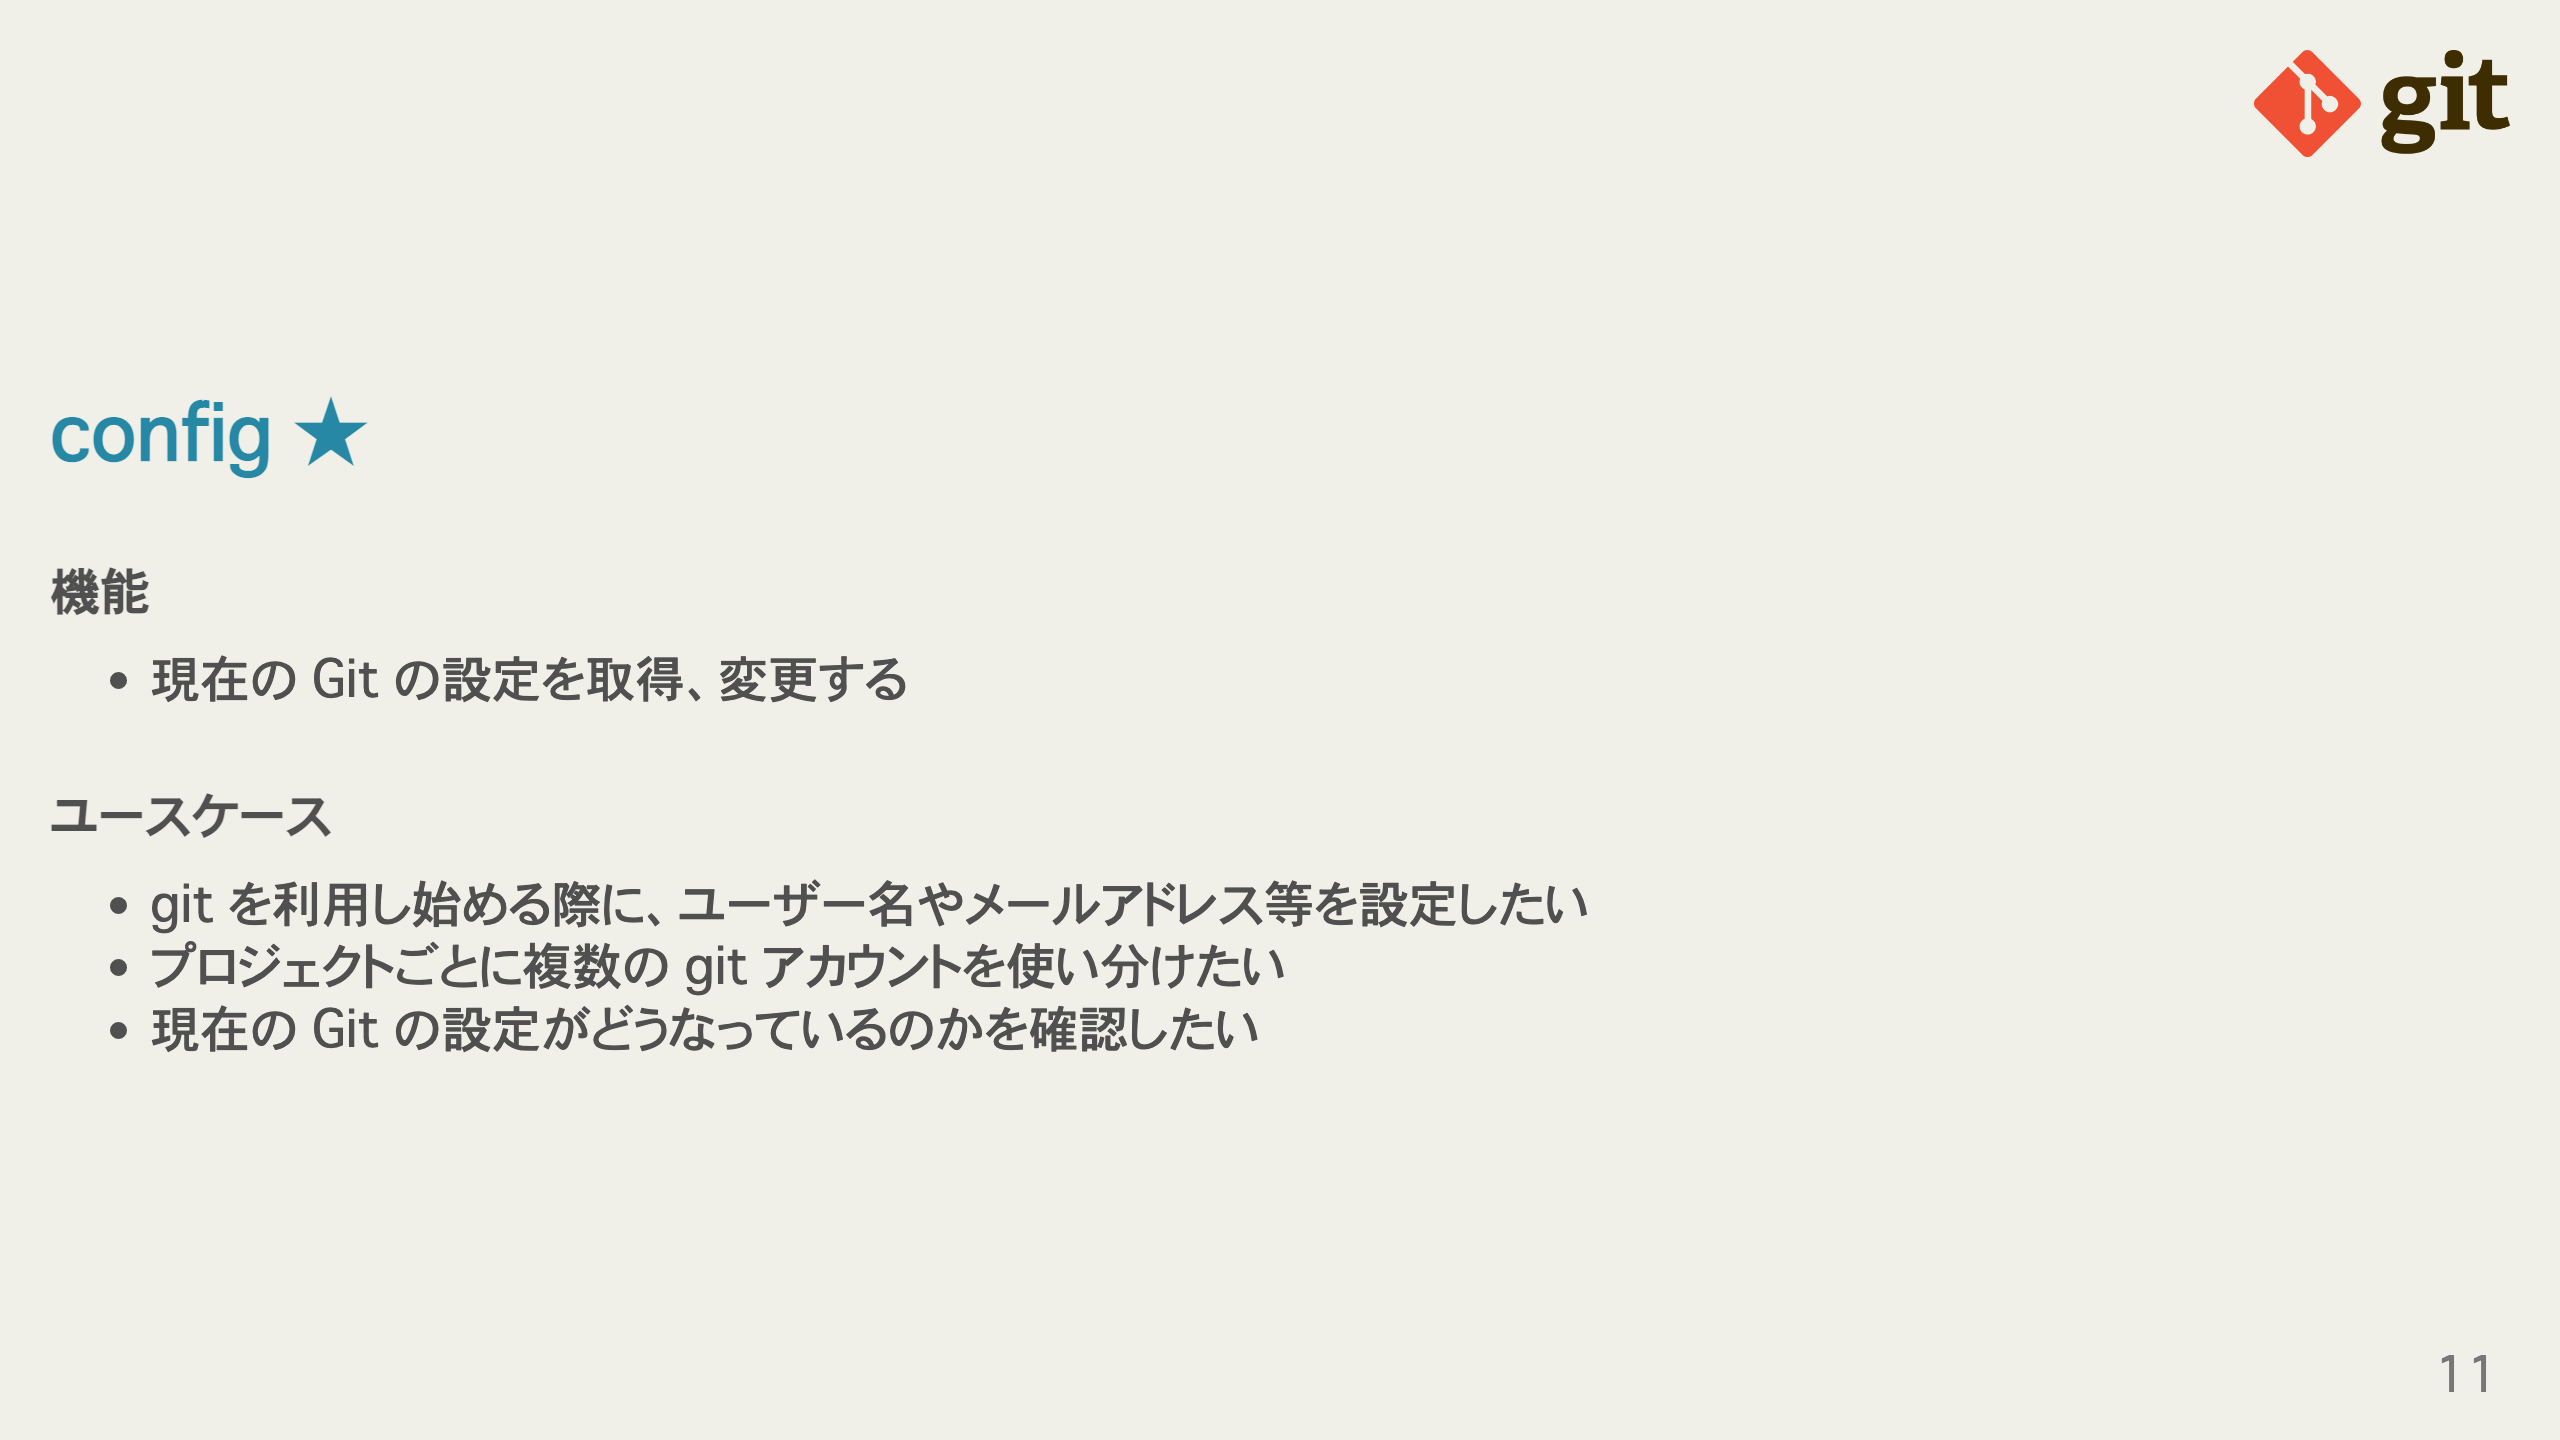 git
config ★
機能
• 現在の Git の設定を取得、変更する
ユースケース
• git を利用し始める際に、ユーザー名やメールアドレス等を設定したい
• プロジェクトごとに複数の git アカウントを使い分けたい
• 現在の Git の設定がどうなっているのかを確認したい
11